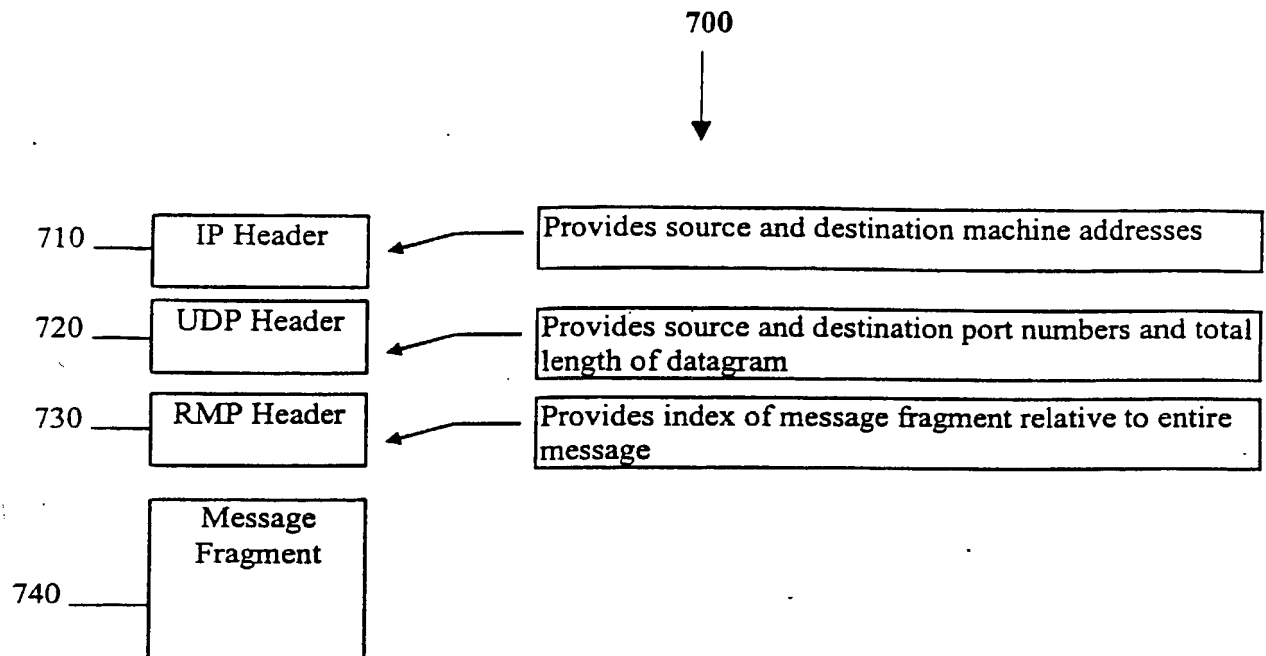 700
710
IP Header
Provides source and destination machine addresses
720
UDP Header
Provides source and destination port numbers and total
length of datagram
730
RMP Header
Provides index of message fragment relative to entire
message
Message
Fragment
740